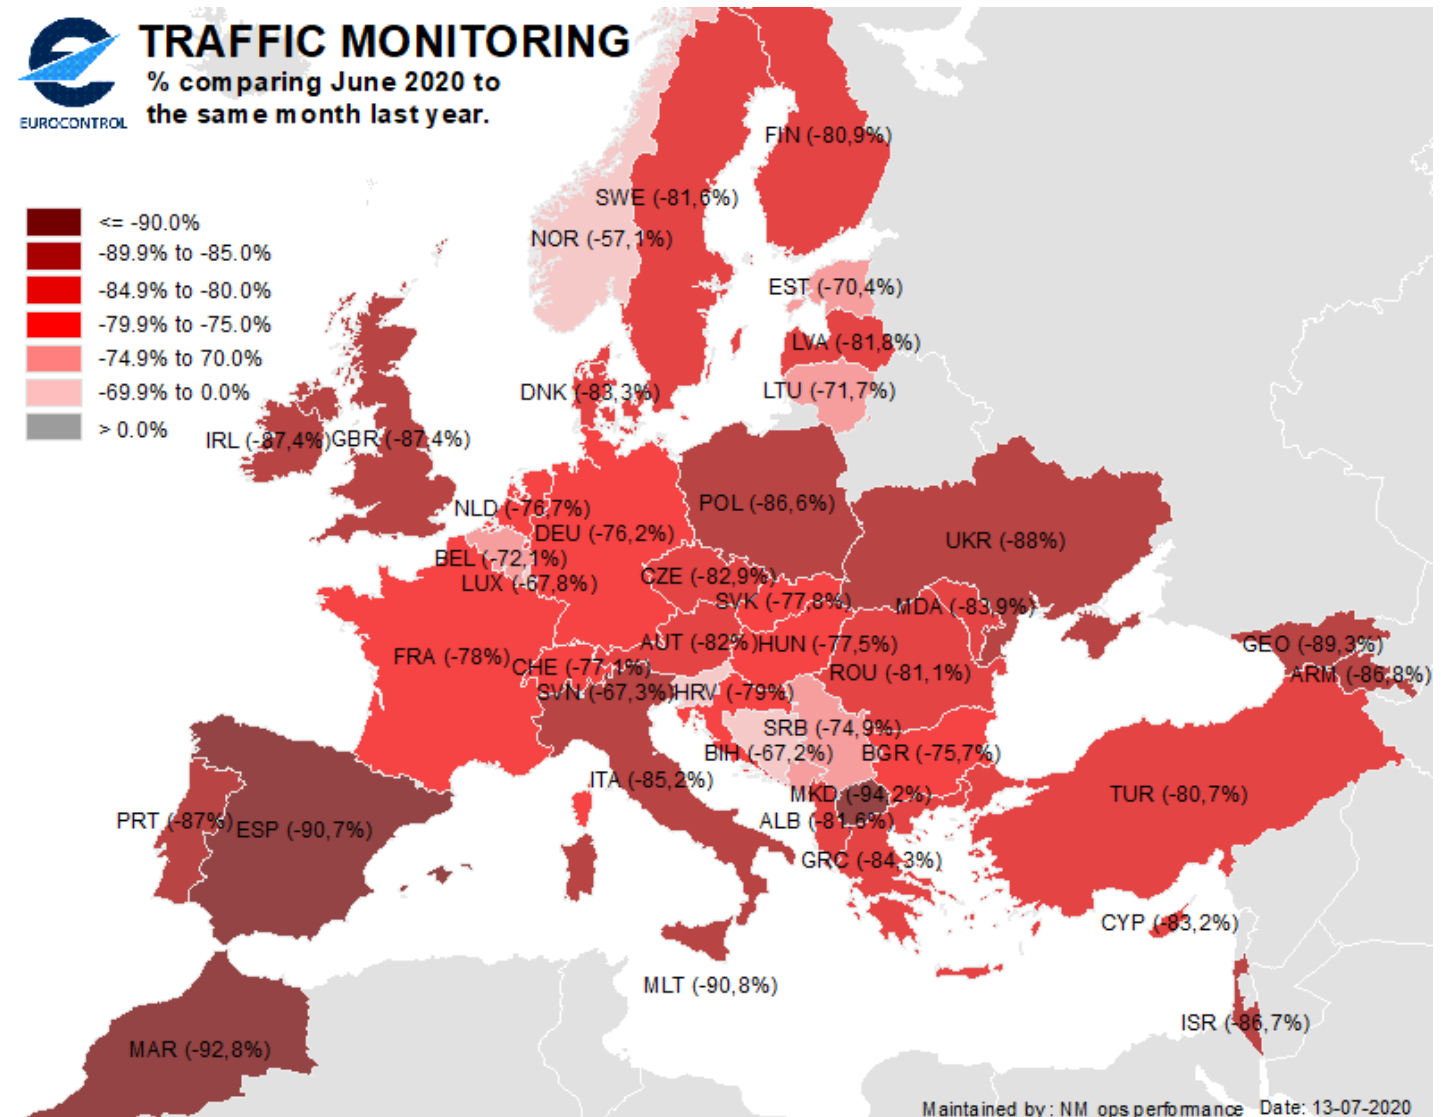 TRAFFIC MONITORING
% comparing June 2020 to
the same month last year.
EUROCONTROL
<= -90.0%
-89.9% to -85.0%
-84.9% to -80.0%
-79.9% to -75.0%
-74.9% to 70.0%
-69.9% to 0.0%
> 0.0%
FIN (-80,9%)
SWE (-81,6%)
NOR (-57,1%)
EST (-70,4%)
LVA (-81,8%)
DNK (-83,3%)
LTU (-71,7%)
IRL (-87,4%)
GBR (-87,4%)
NLD (-76,7%)
POL (-86,6%)
DEU (-76,2%)
UKR (-88%)
BEL (-72,1%)
LUX (-67,8%)
CZE (-82,9%)
SVK (-77,8%)
MDA (-83,9%)
FRA (-78%)
CHE (-77,1%)
AUT (-82%)
HUN (-77,5%)
GEO (-89,3%)
ROU (-81,1%)
ARM (-86,8%)
SVN (-67,3%)
HRV (-79%)
SRB (-74,9%)
BIH (-67,2%)
BGR (-75,7%)
ITA (-85,2%)
MKD (-94,2%)
TUR (-80,7%)
PRT (-87%)
ESP (-90,7%)
ALB (-81,6%)
GRC (-84,3%)
CYP (-83,2%)
MLT (-90,8%)
ISR (-86,7%)
MAR (-92,8%)
Maintained by : NM ops performance Date: 13-07-2020